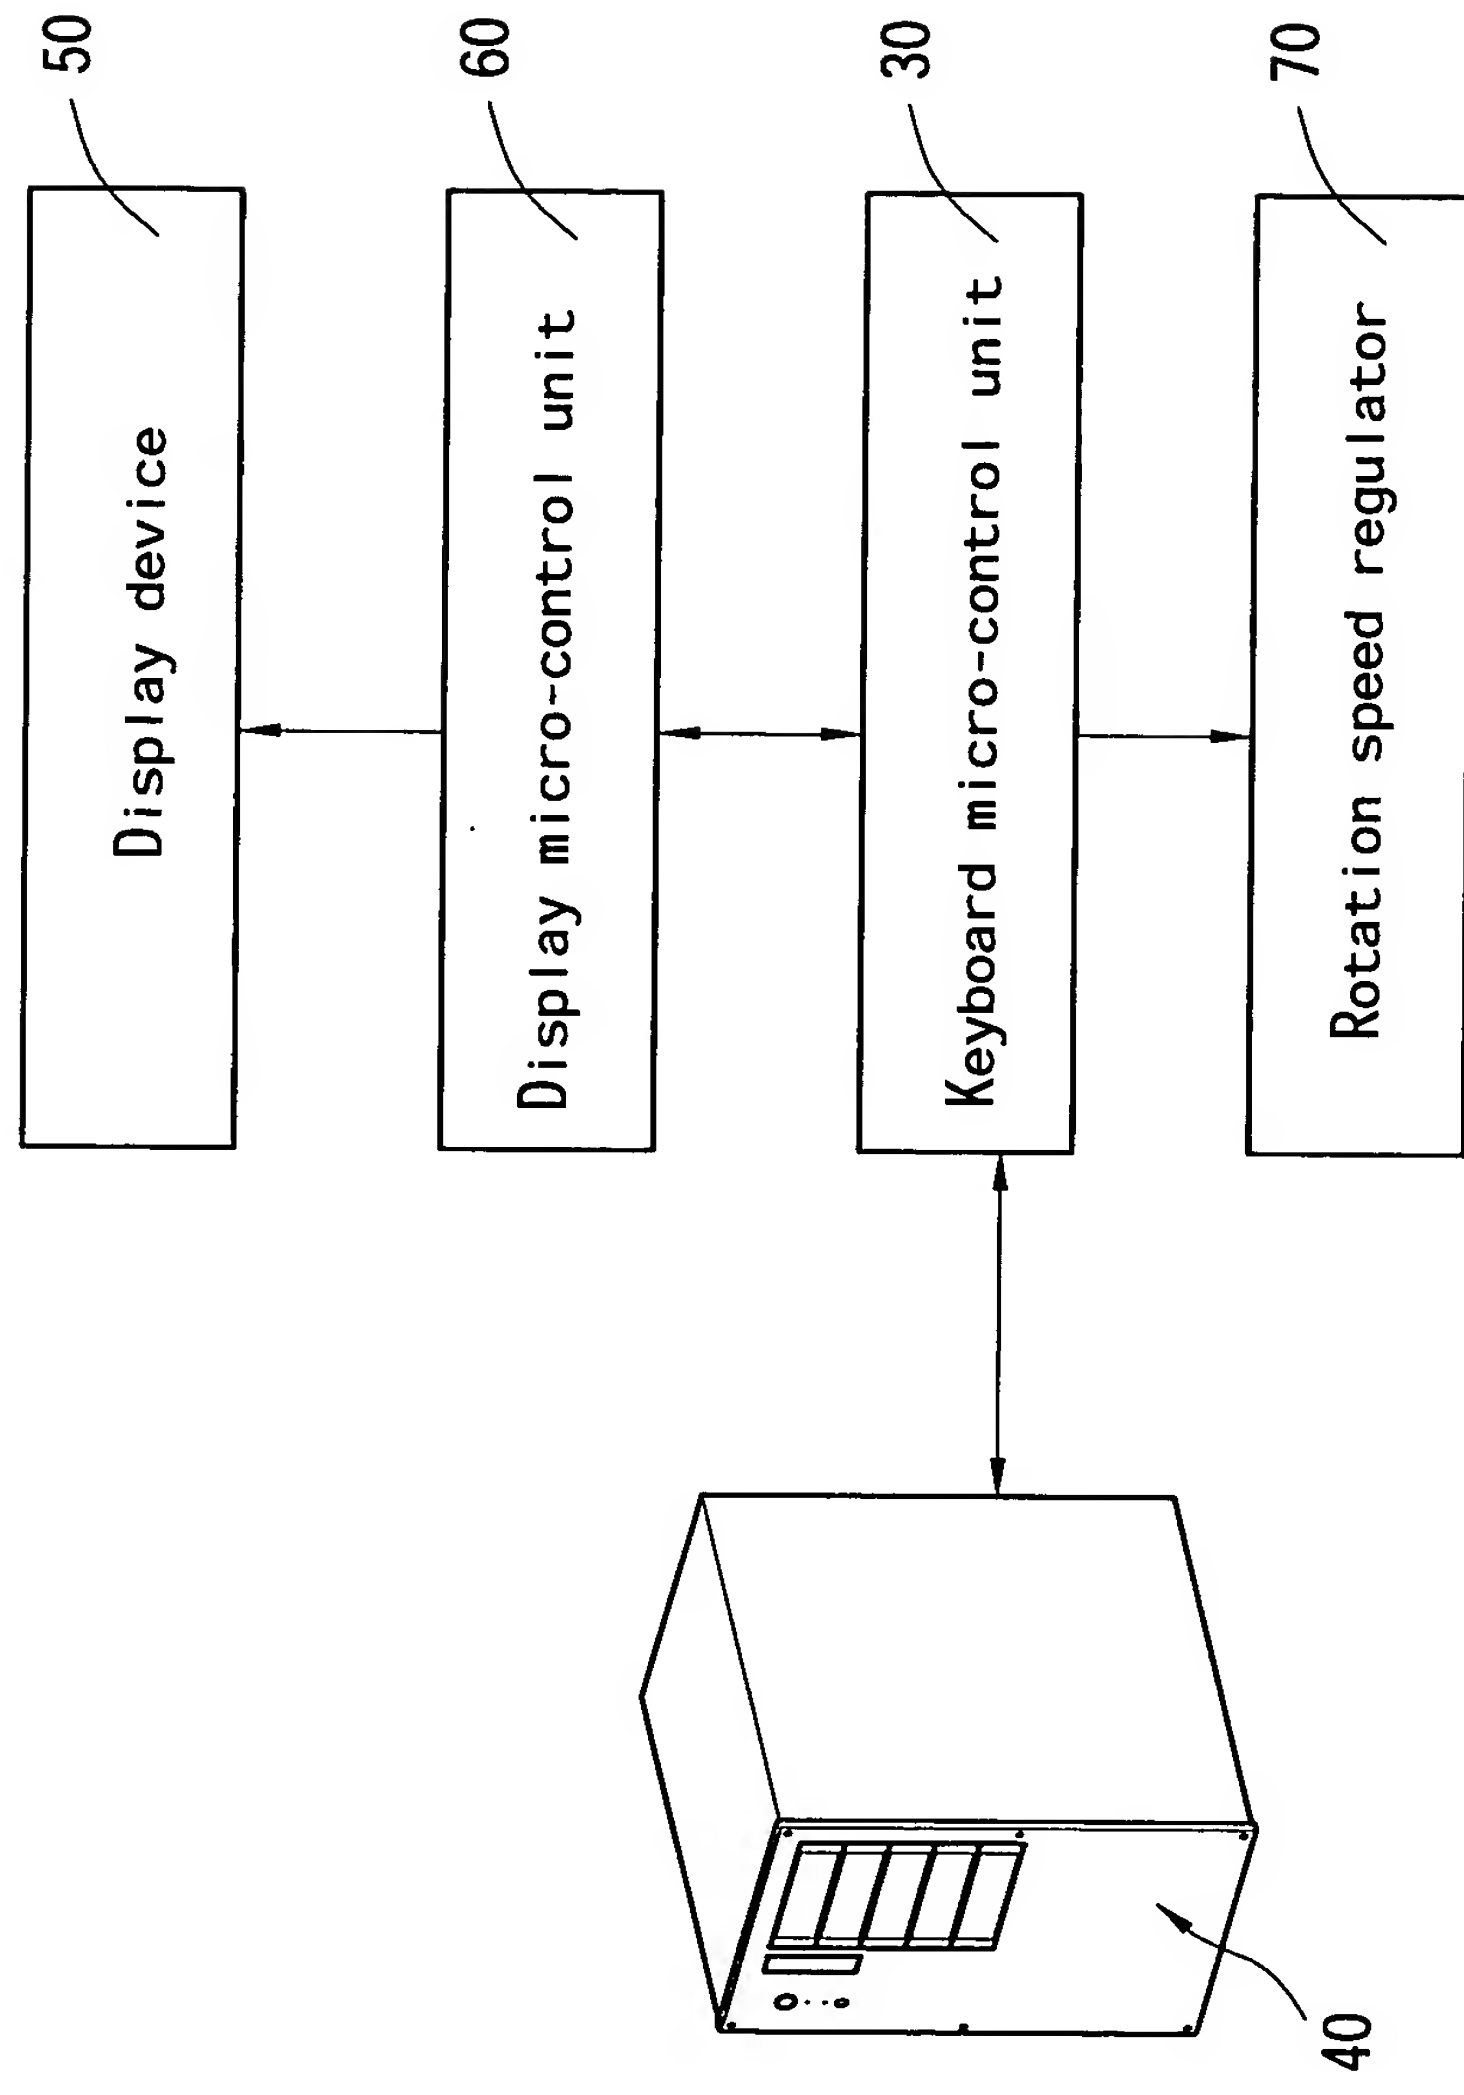 50
Display device
60
Display micro-control unit
30
Keyboard micro-control unit
70
Rotation speed regulator
40